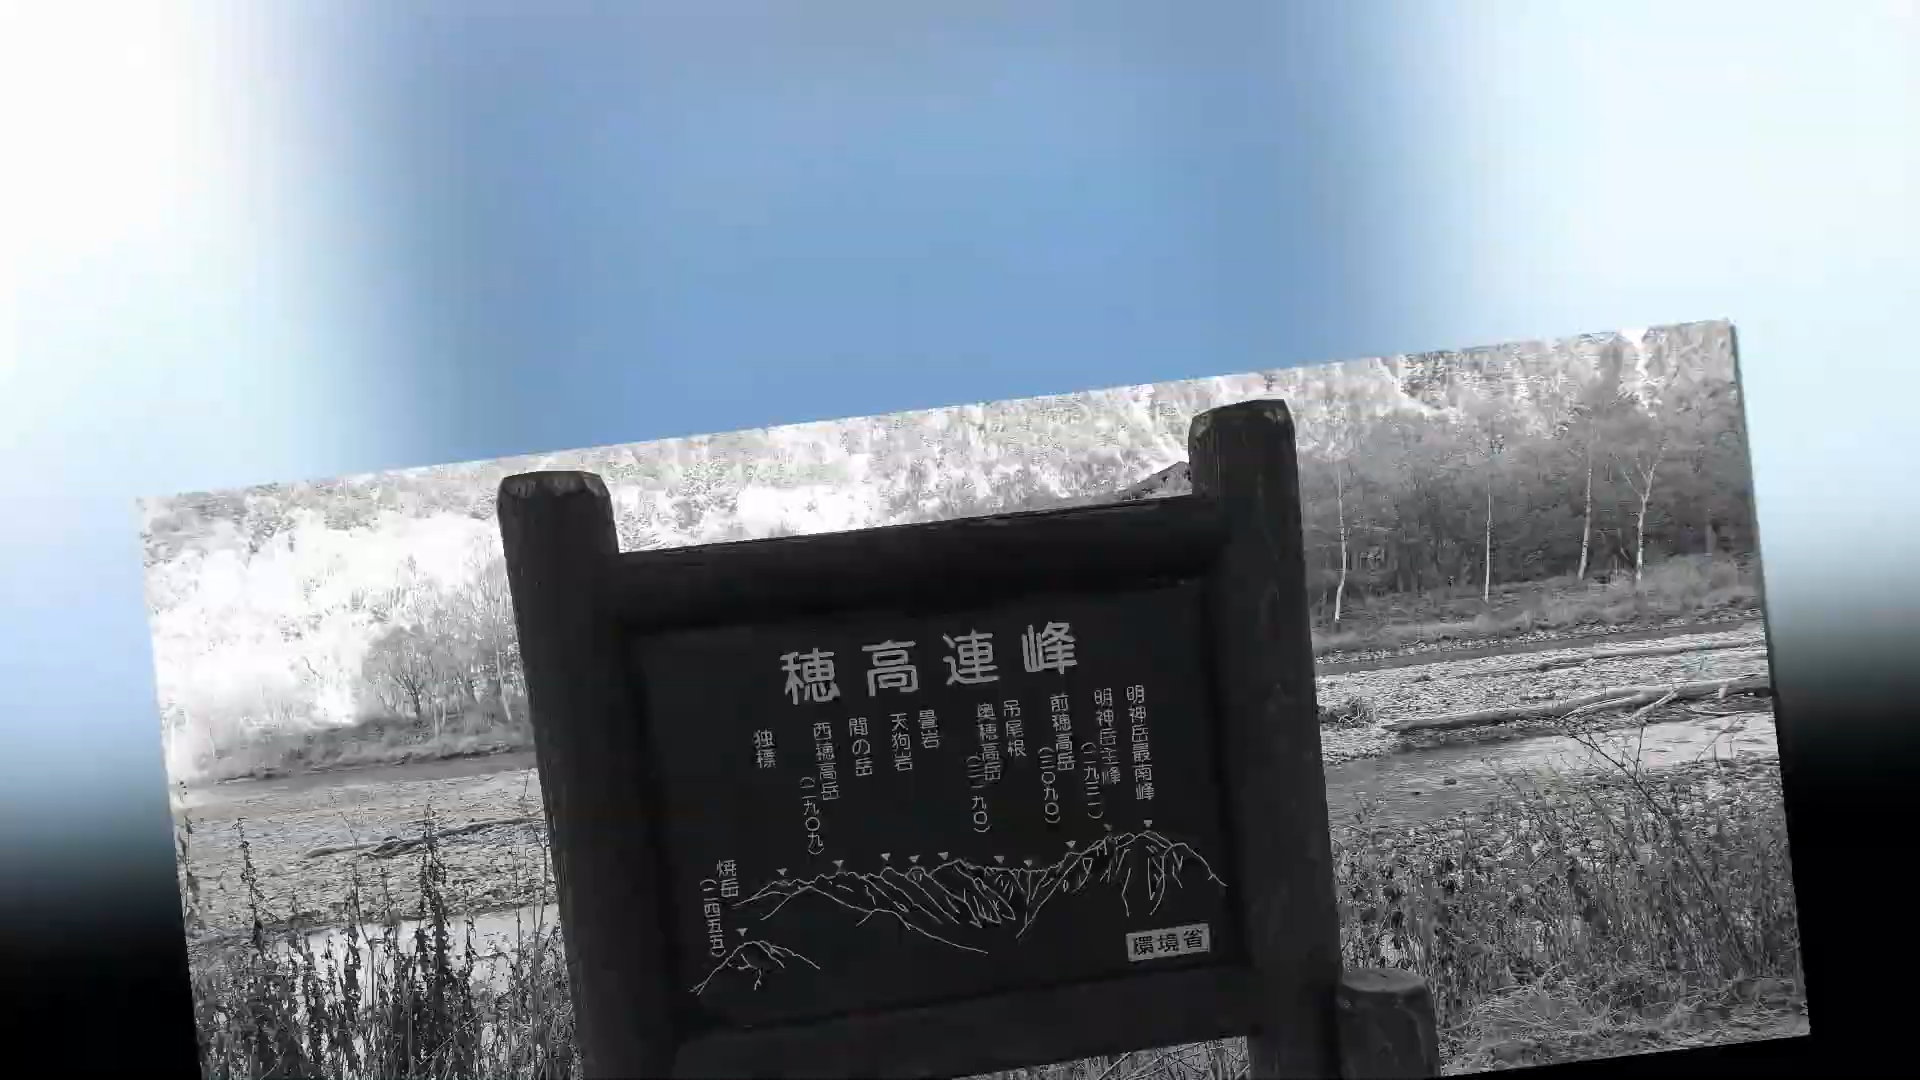 穂高連峰
独標
西穂高岳
(二九〇九)
間の岳
天狗岩
畳岩
奥穂高岳
(三一九〇)
吊尾根
前穂高岳
(三〇九〇)
明神岳主峰
(二九三一)
明神岳最南峰
焼岳
(二四五五)
環境省